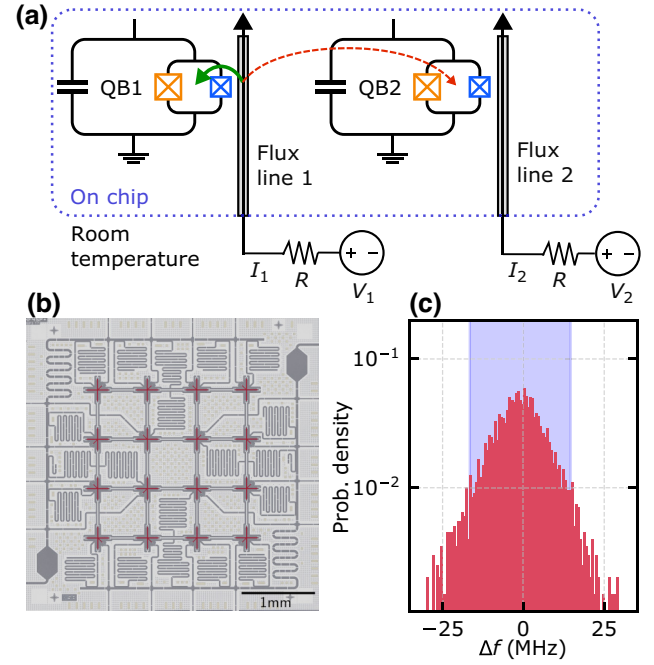 (a)
QB1
QB2
Flux
line 1
Flux
line 2
On chip
Room
temperature
I₁
R
V₁
I₂
R
V₂
(b)
1mm
(c)
Prob. density
10⁻¹
10⁻²
−25
0
25
Δf (MHz)